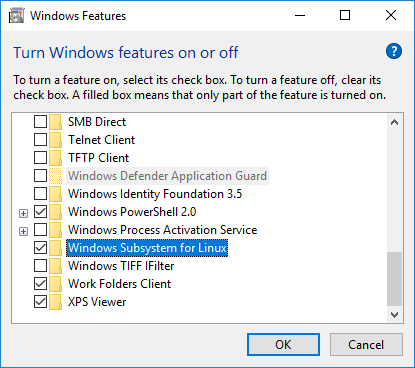 Windows Features
Turn Windows features on or off
?
To turn a feature on, select its check box. To turn a feature off, clear its
check box. A filled box means that only part of the feature is turned on.
SMB Direct
Telnet Client
TFTP Client
Windows Defender Application Guard
Windows Identity Foundation 3.5
Windows PowerShell 2.0
Windows Process Activation Service
Windows Subsystem for Linux
Windows TIFF IFilter
Work Folders Client
XPS Viewer
OK
Cancel